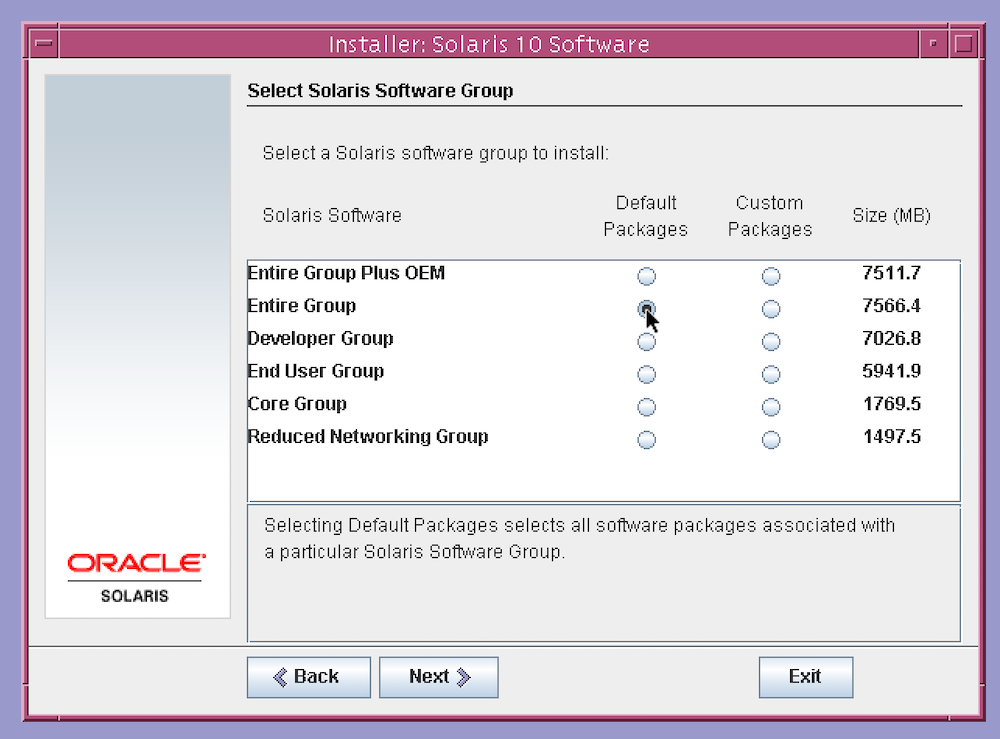 Installer: Solaris 10 Software
Select Solaris Software Group
Select a Solaris software group to install:
Solaris Software
Default Packages
Custom Packages
Size (MB)
Entire Group Plus OEM 7511.7
Entire Group 7566.4
Developer Group 7026.8
End User Group 5941.9
Core Group 1769.5
Reduced Networking Group 1497.5
Selecting Default Packages selects all software packages associated with
a particular Solaris Software Group.
ORACLE
SOLARIS
Back Next Exit